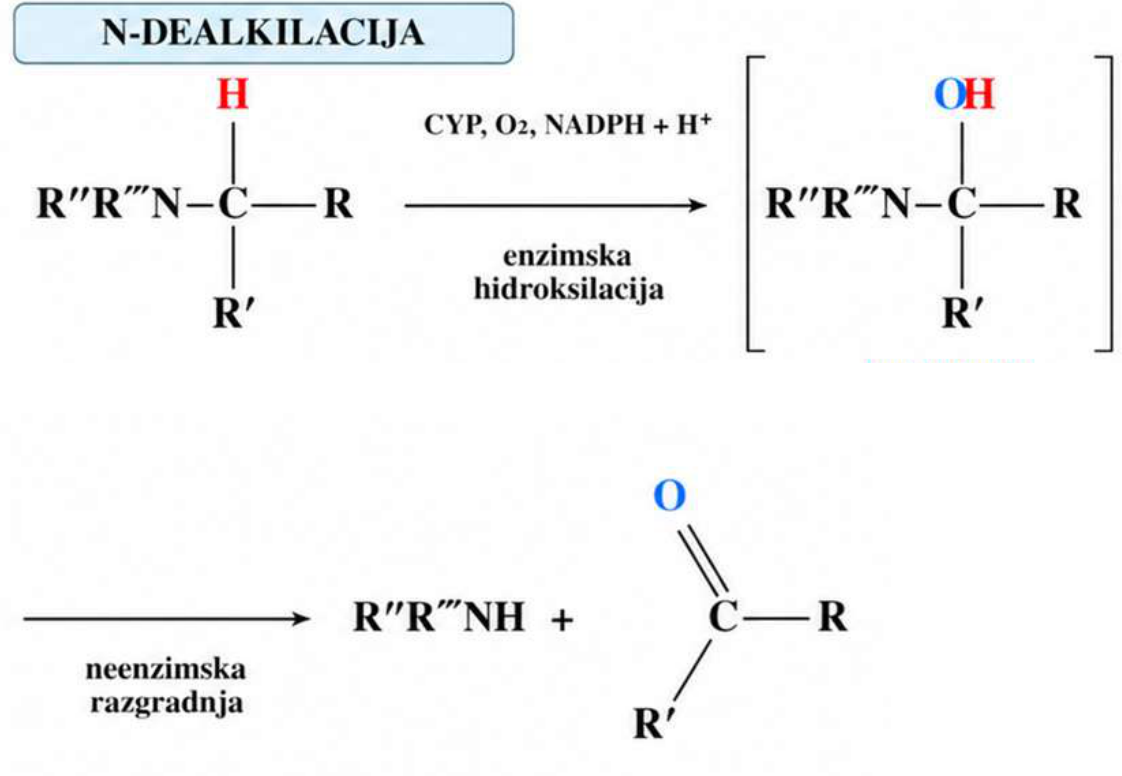 N-DEALKILACIJA
H
OH
CYP, O₂, NADPH + H⁺
R″R‴N–C—R
R″R‴N–C—R
enzimska
hidroksilacija
R′
R′
O
R″R‴NH + C—R
neenzimska
razgradnja
R′